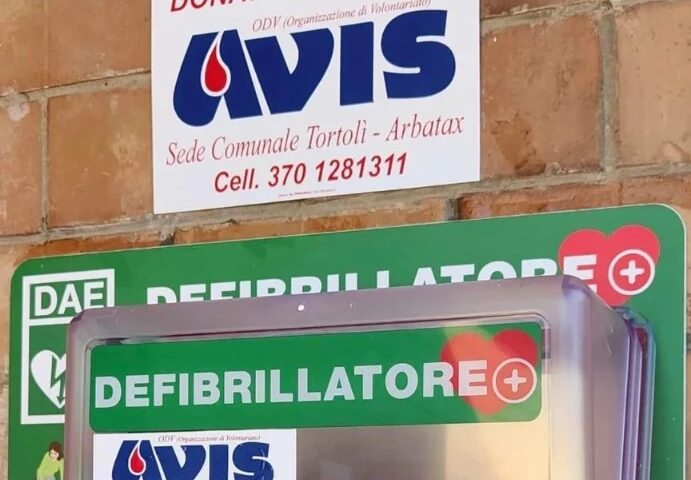 ODV (Organizzazione di Volontariato)
AVIS
Sede Comunale Tortolì - Arbatax
Cell. 370 1281311
DAE DEFIBRILLATORE
DEFIBRILLATORE
ODV (Organizzazione di Volontariato)
AVIS